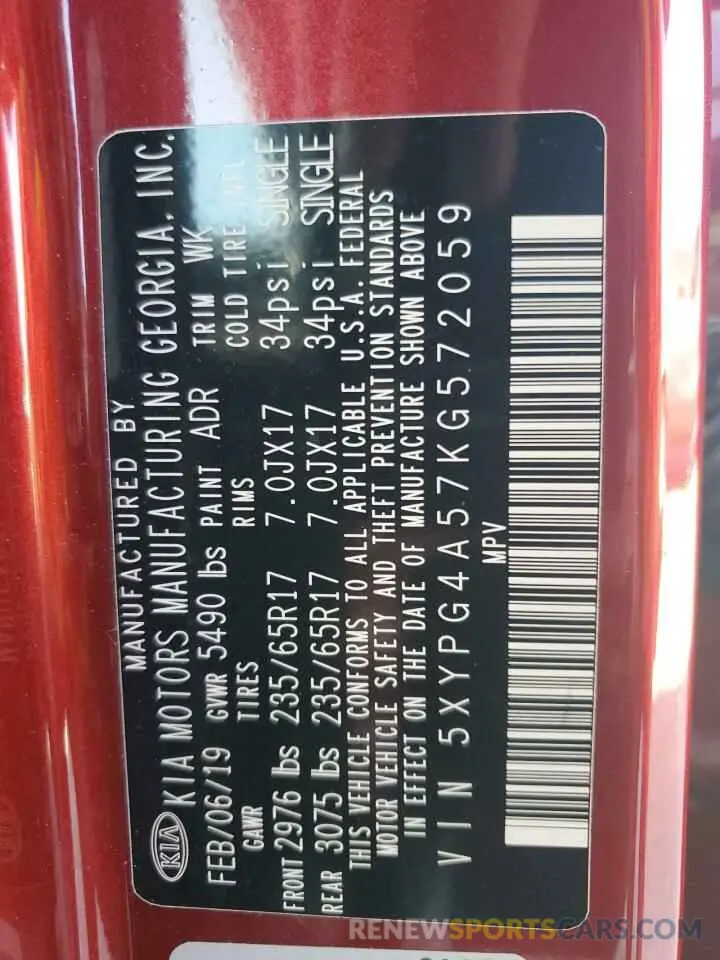 MANUFACTURED BY
KIA KIA MOTORS MANUFACTURING GEORGIA, INC.
FEB/06/19 GVWR 5490 lbs PAINT ADR TRIM WK
GAWR TIRES RIMS COLD TIRE
FRONT 2976 lbs 235/65R17 7.0JX17 34psi SINGLE
REAR 3075 lbs 235/65R17 7.0JX17 34psi SINGLE
THIS VEHICLE CONFORMS TO ALL APPLICABLE U.S.A. FEDERAL
MOTOR VEHICLE SAFETY AND THEFT PREVENTION STANDARDS
IN EFFECT ON THE DATE OF MANUFACTURE SHOWN ABOVE
VIN 5XYPG4A57KG572059
MPV
RENEWSPORTSCARS.COM